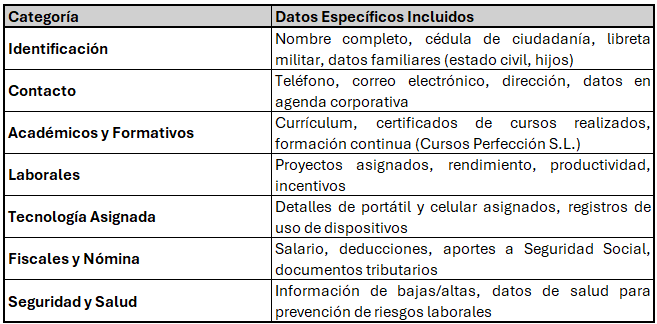 Categoría
Datos Específicos Incluidos
Identificación
Nombre completo, cédula de ciudadanía, libreta
militar, datos familiares (estado civil, hijos)
Contacto
Teléfono, correo electrónico, dirección, datos en
agenda corporativa
Académicos y Formativos
Currículum, certificados de cursos realizados,
formación continua (Cursos Perfección S.L.)
Laborales
Proyectos asignados, rendimiento, productividad,
incentivos
Tecnología Asignada
Detalles de portátil y celular asignados, registros de
uso de dispositivos
Fiscales y Nómina
Salario, deducciones, aportes a Seguridad Social,
documentos tributarios
Seguridad y Salud
Información de bajas/altas, datos de salud para
prevención de riesgos laborales